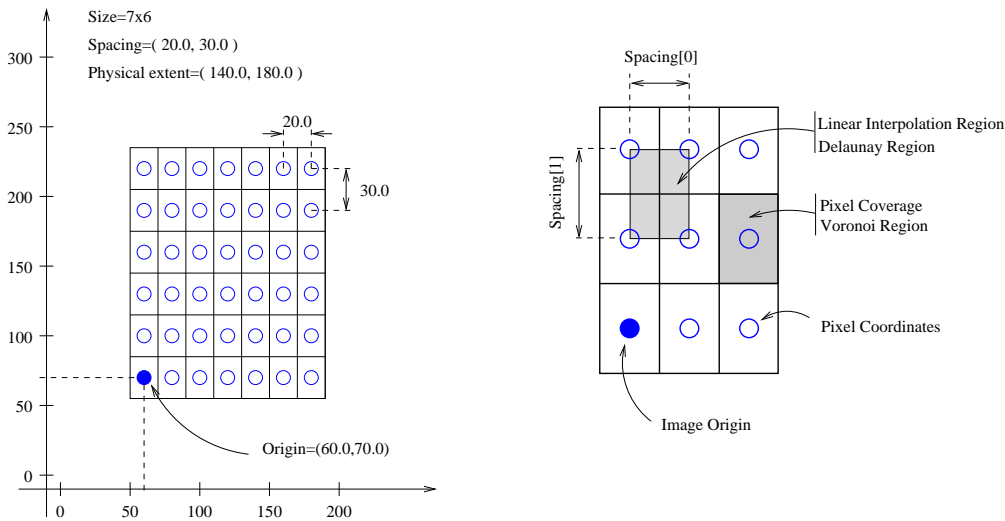 Size=7x6
Spacing=( 20.0, 30.0 )
Physical extent=( 140.0, 180.0 )
300
250
200
150
100
50
0
0
50
100
150
200
20.0
30.0
Origin=(60.0,70.0)
Spacing[0]
Spacing[1]
Linear Interpolation Region
Delaunay Region
Pixel Coverage
Voronoi Region
Pixel Coordinates
Image Origin